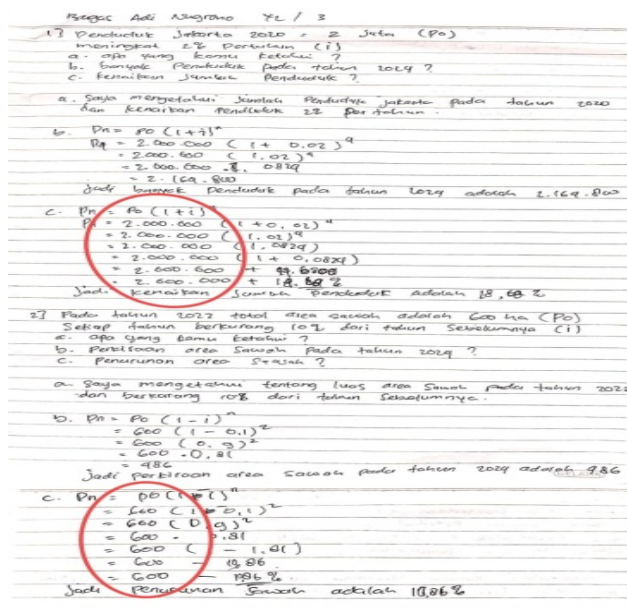 Bagas Adi Nugroho XL / 3
1] Penduduk Jakarta 2020 = 2 Juta (Po)
meningkat 2% Pertahun (i)
a. apa yang kamu ketahui ?
b. banyak Penduduk pada tahun 2024 ?
c. kenaikan Jumlah Penduduk ?
a. Saya mengetahui Jumlah Penduduk Jakarta pada tahun 2020
dan kenaikan Penduduk 2% Per tahun.
b. Pn = Po (1+i)ⁿ
P4 = 2.000.000 ( 1 + 0.02 )⁴
= 2.000.000 ( 1.02 )⁴
= 2.000.000 . 1, 0824
= 2. 164. 800
Jadi banyak Penduduk pada tahun 2024 adalah 2.164.800
c. Pn = Po (1+i)ⁿ
P4 = 2.000.000 (1 +0,02)⁴
= 2.000.000 (1,02)⁴
= 2.000.000 (1,0824)
= 2.000.000 (1 + 0,0824)
= 2.000.000 +
= 2.000.000 + %
Jadi kenaikan Jumlah Penduduk Adalah 18,68 %
2] Pada tahun 2022 total area sawah adalah 600 ha (Po)
Setiap tahun berkurang 10% dari tahun Sebelumnya (i)
a. apa yang kamu ketahui ?
b. Perkiraan area Sawah Pada tahun 2024 ?
c. Penurunan area ?
a. Saya mengetahui tentang luas area Sawah pada tahun 2022
dan berkurang 10% dari tahun Sebelumnya.
b. Pn = Po (1-i)ⁿ
= 600 (1 - 0,1)²
= 600 (0,9)²
= 600 . 0,81
= 486
Jadi perkiraan area Sawah pada tahun 2024 adalah 486
c. Pn = Po (1-i)ⁿ
= 600 (1-0,1)²
= 600 (0,9)²
= 600 . 0.81
= 600 ( - 1.81)
= 600 - 19,86
= 600 - %
Jadi Penurunan Sawah adalah 19,86 %